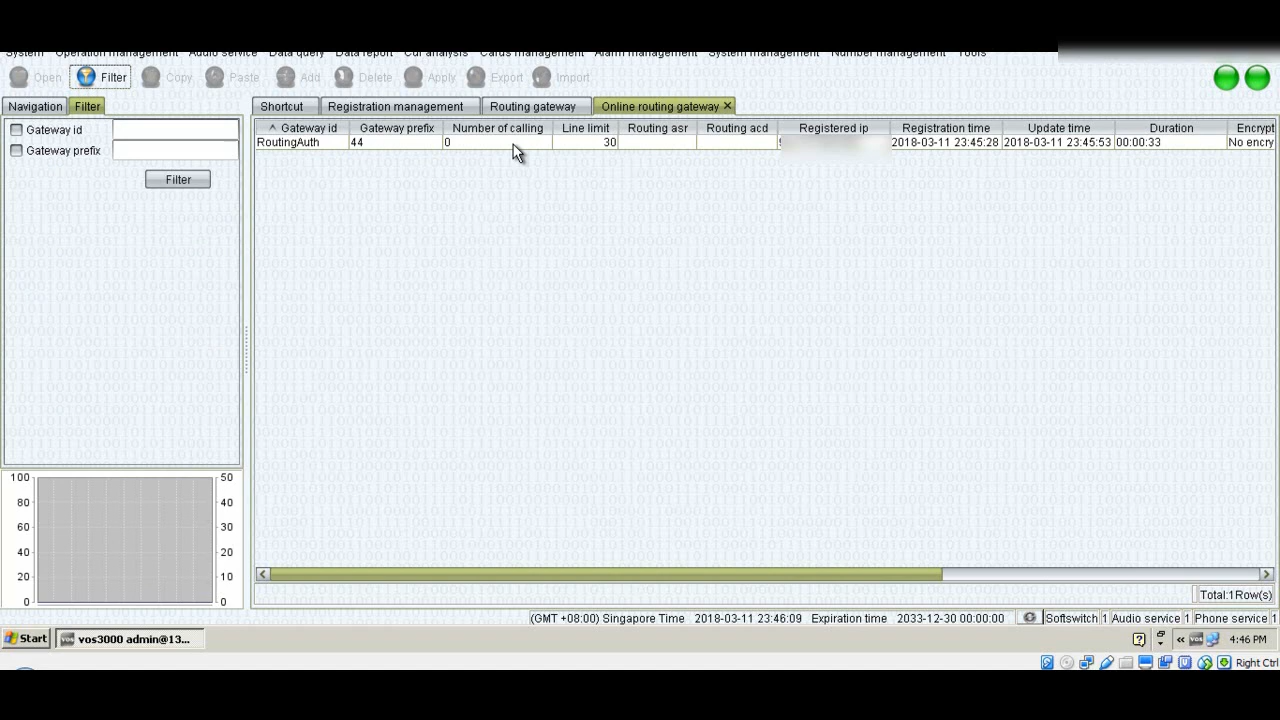 System Operation management Audio service Data query Data report Cdr analysis Cards management Alarm management System management Number management Tools
Open Filter Copy Paste Add Delete Apply Export Import
Navigation Filter Shortcut Registration management Routing gateway Online routing gateway
Gateway id
Gateway prefix
Filter
Gateway id Gateway prefix Number of calling Line limit Routing asr Routing acd Registered ip Registration time Update time Duration Encrypt
RoutingAuth 44 0 30 2018-03-11 23:45:28 2018-03-11 23:45:53 00:00:33 No encry
100 50
80 40
60 30
40 20
20 10
0 0
Total:1Row(s)
(GMT +08:00) Singapore Time 2018-03-11 23:46:09 Expiration time 2033-12-30 00:00:00 Softswitch 1 Audio service 1 Phone service 1
Start vos vos3000 admin@13... « vos 4:46 PM
Right Ctrl